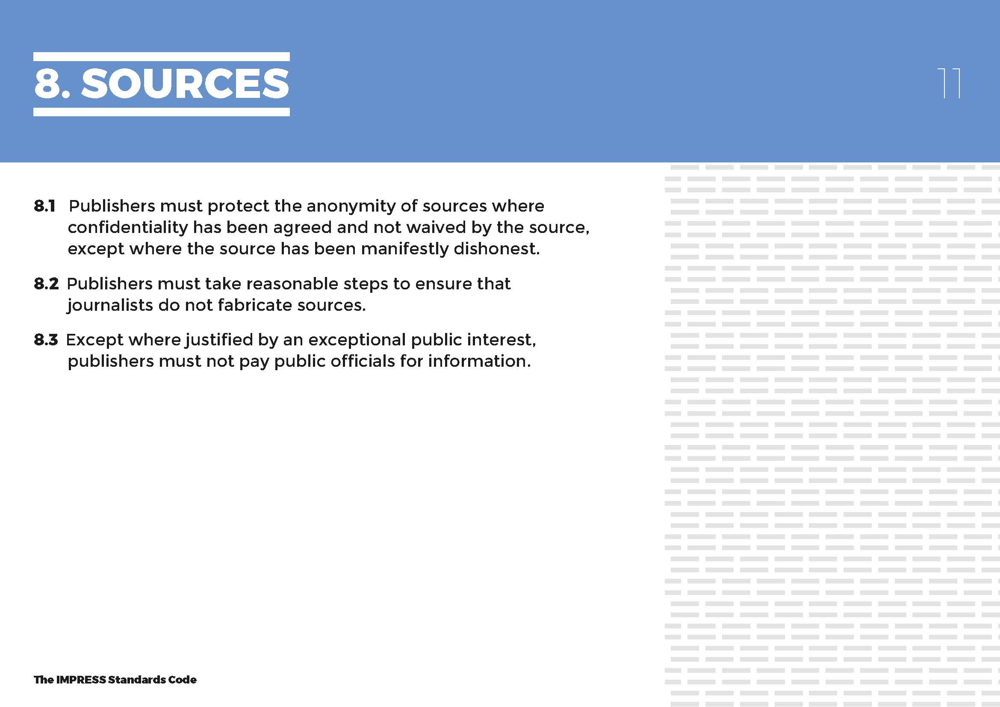 8. SOURCES
11
8.1 Publishers must protect the anonymity of sources where
confidentiality has been agreed and not waived by the source,
except where the source has been manifestly dishonest.
8.2 Publishers must take reasonable steps to ensure that
journalists do not fabricate sources.
8.3 Except where justified by an exceptional public interest,
publishers must not pay public officials for information.
The IMPRESS Standards Code